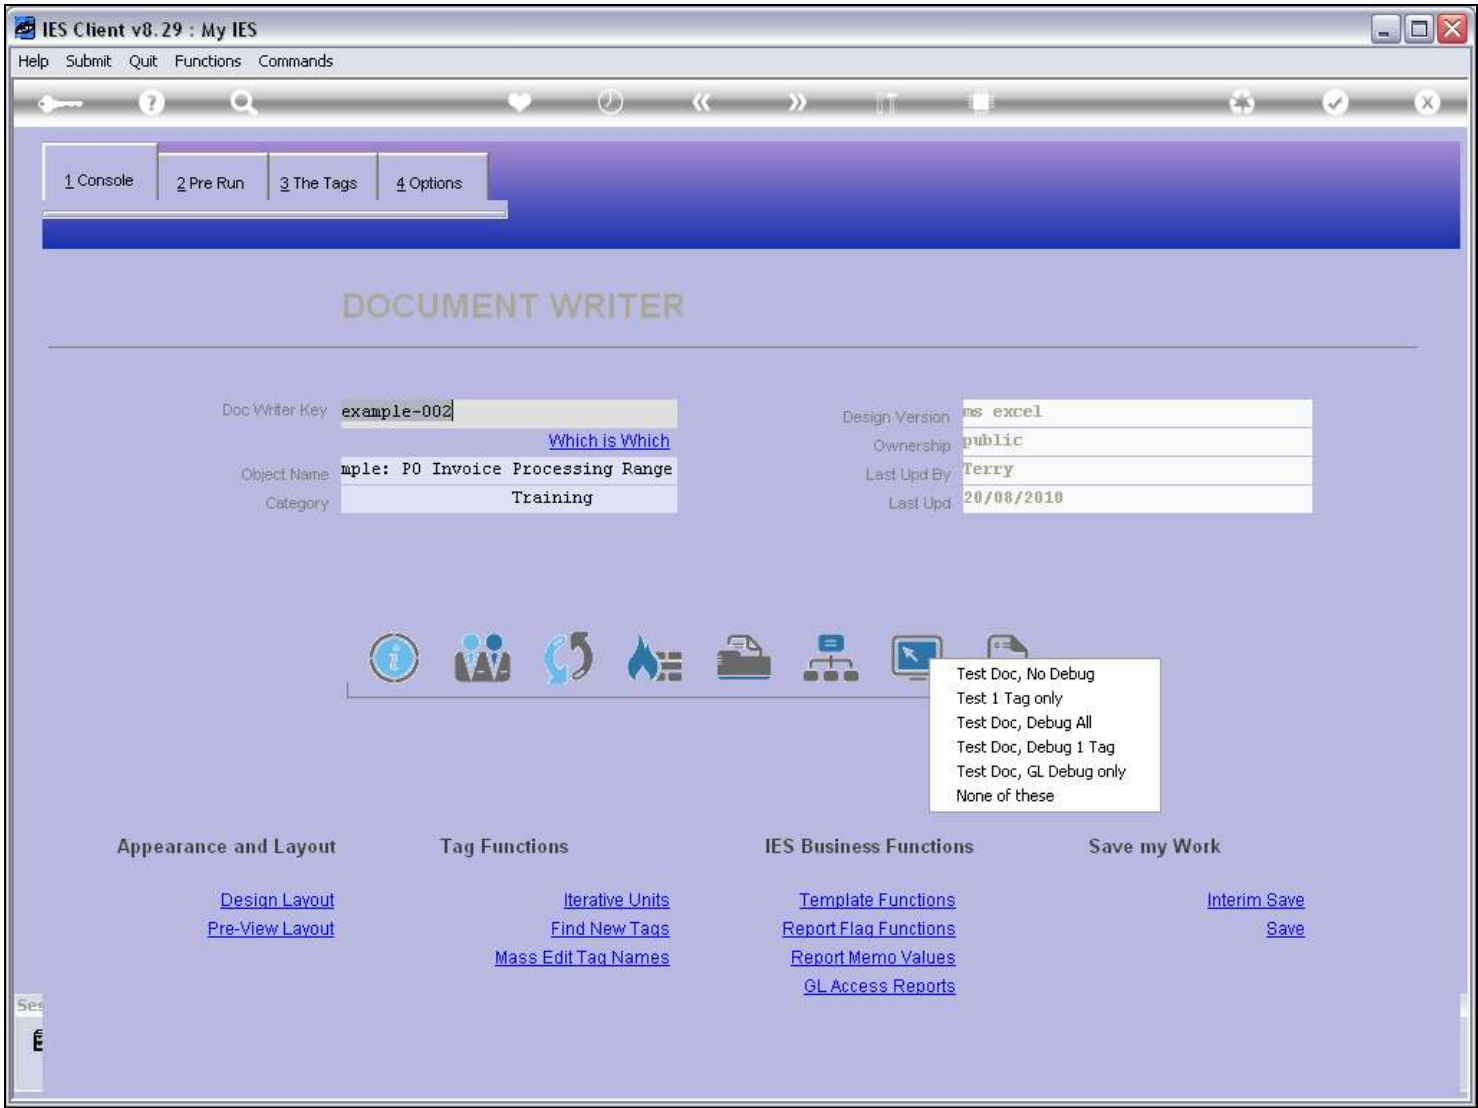 IES Client v8.29 : My IES
Help Submit Quit Functions Commands
1 Console
2 Pre Run
3 The Tags
4 Options
DOCUMENT WRITER
Doc Writer Key example-002
Which is Which
Object Name mple: PO Invoice Processing Range
Category Training
Design Version ms excel
Ownership public
Last Upd By Terry
Last Upd 20/08/2010
Test Doc, No Debug
Test 1 Tag only
Test Doc, Debug All
Test Doc, Debug 1 Tag
Test Doc, GL Debug only
None of these
Appearance and Layout
Design Layout
Pre-View Layout
Tag Functions
Iterative Units
Find New Tags
Mass Edit Tag Names
IES Business Functions
Template Functions
Report Flag Functions
Report Memo Values
GL Access Reports
Save my Work
Interim Save
Save
Ses